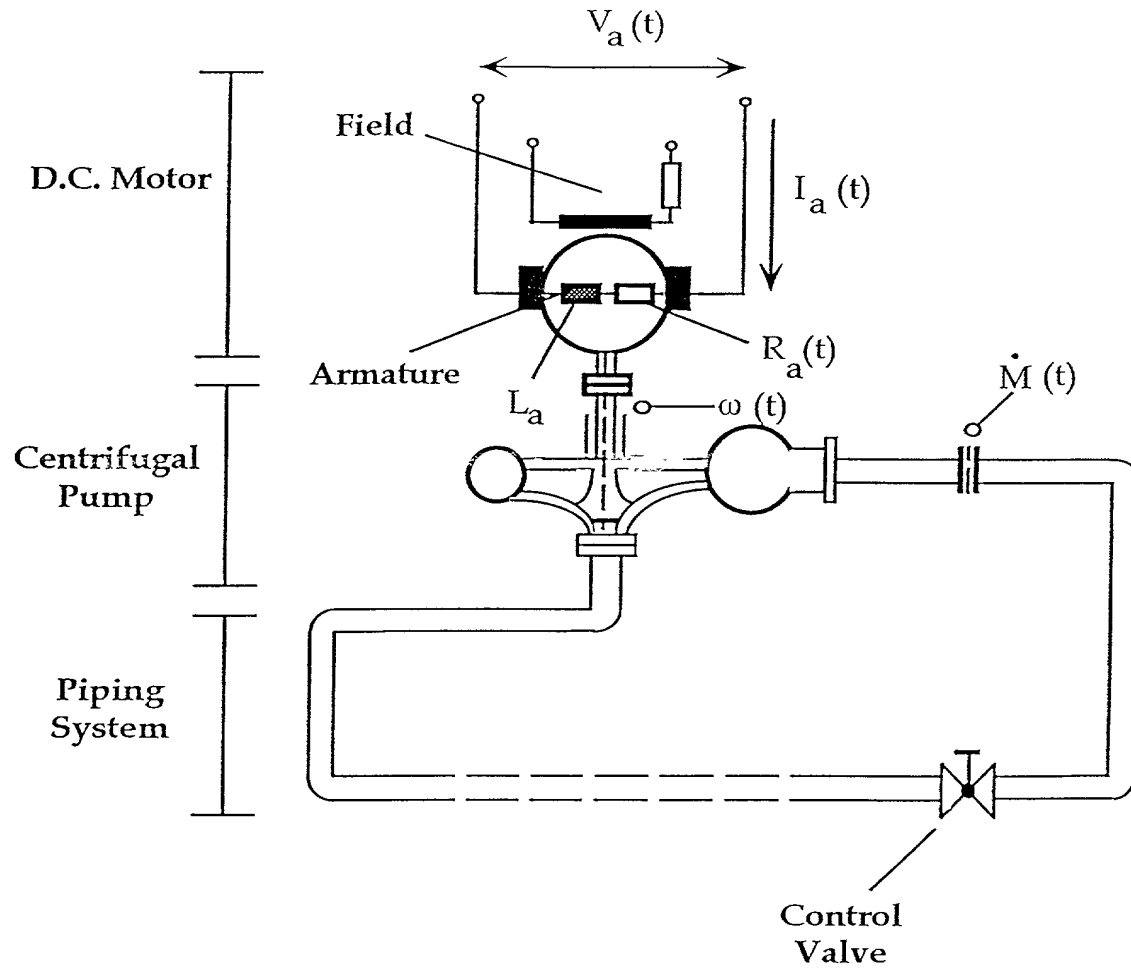 V_a (t)
Field
D.C. Motor
I_a (t)
R_a(t)
Armature
L_a
Ṁ (t)
ω (t)
Centrifugal
Pump
Piping
System
Control
Valve